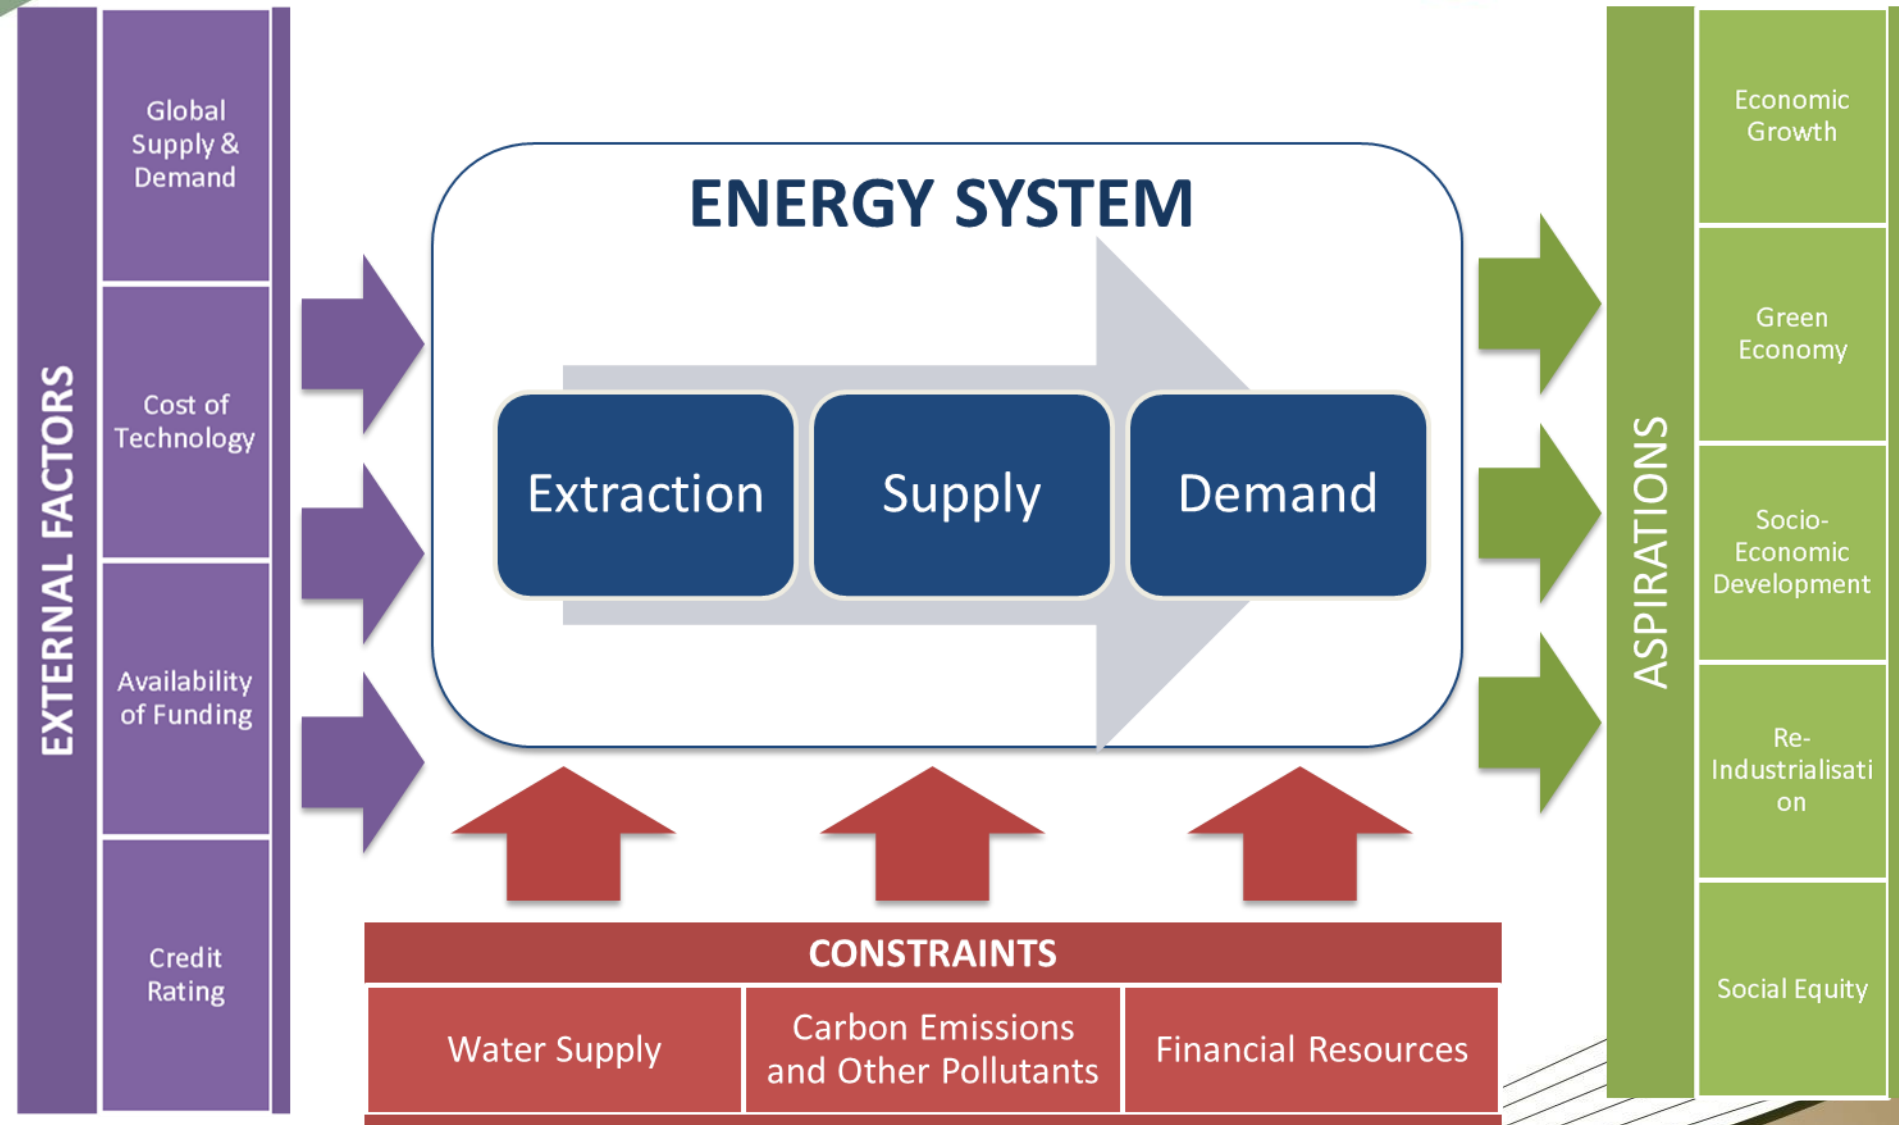 EXTERNAL FACTORS
Global
Supply &
Demand
Cost of
Technology
Availability
of Funding
Credit
Rating
ENERGY SYSTEM
Extraction
Supply
Demand
CONSTRAINTS
Water Supply
Carbon Emissions
and Other Pollutants
Financial Resources
ASPIRATIONS
Economic
Growth
Green
Economy
Socio-
Economic
Development
Re-
Industrialisati
on
Social Equity